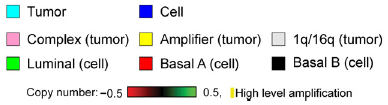 Tumor Cell
Complex (tumor) Amplifier (tumor) 1q/16q (tumor)
Luminal (cell) Basal A (cell) Basal B (cell)
Copy number: −0.5 0.5, High level amplification